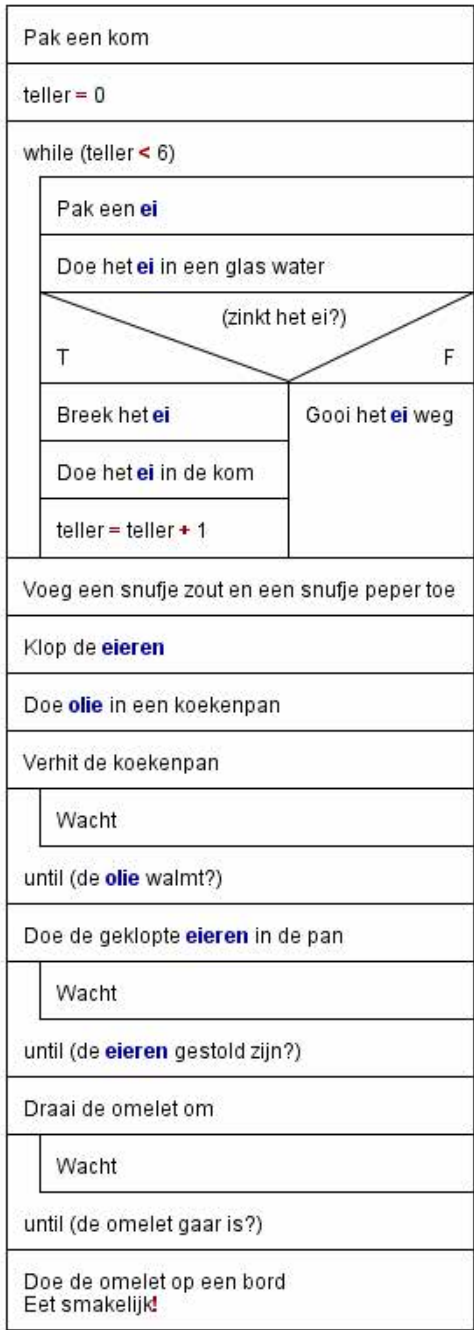 Pak een kom
teller = 0
while (teller < 6)
Pak een ei
Doe het ei in een glas water
(zinkt het ei?)
T F
Breek het ei
Gooi het ei weg
Doe het ei in de kom
teller = teller + 1
Voeg een snufje zout en een snufje peper toe
Klop de eieren
Doe olie in een koekenpan
Verhit de koekenpan
Wacht
until (de olie walmt?)
Doe de geklopte eieren in de pan
Wacht
until (de eieren gestold zijn?)
Draai de omelet om
Wacht
until (de omelet gaar is?)
Doe de omelet op een bord
Eet smakelijk!